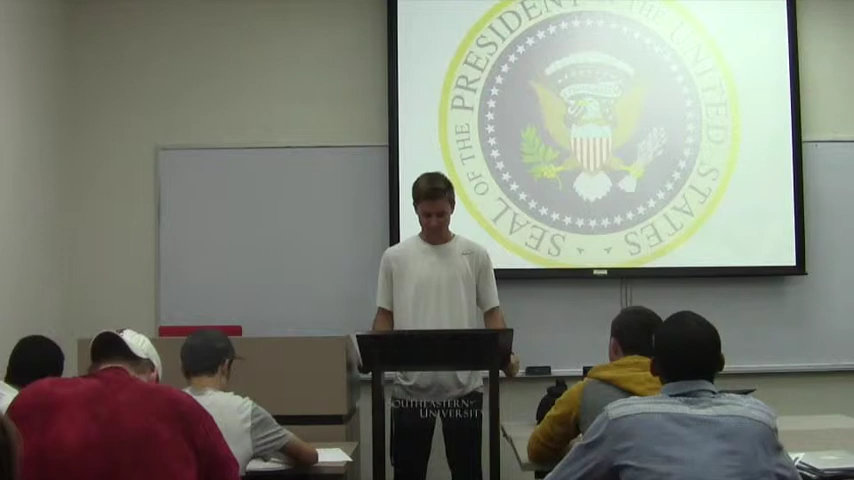 SEAL OF THE PRESIDENT OF THE UNITED STATES
SOUTHEASTERN
UNIVERSITY